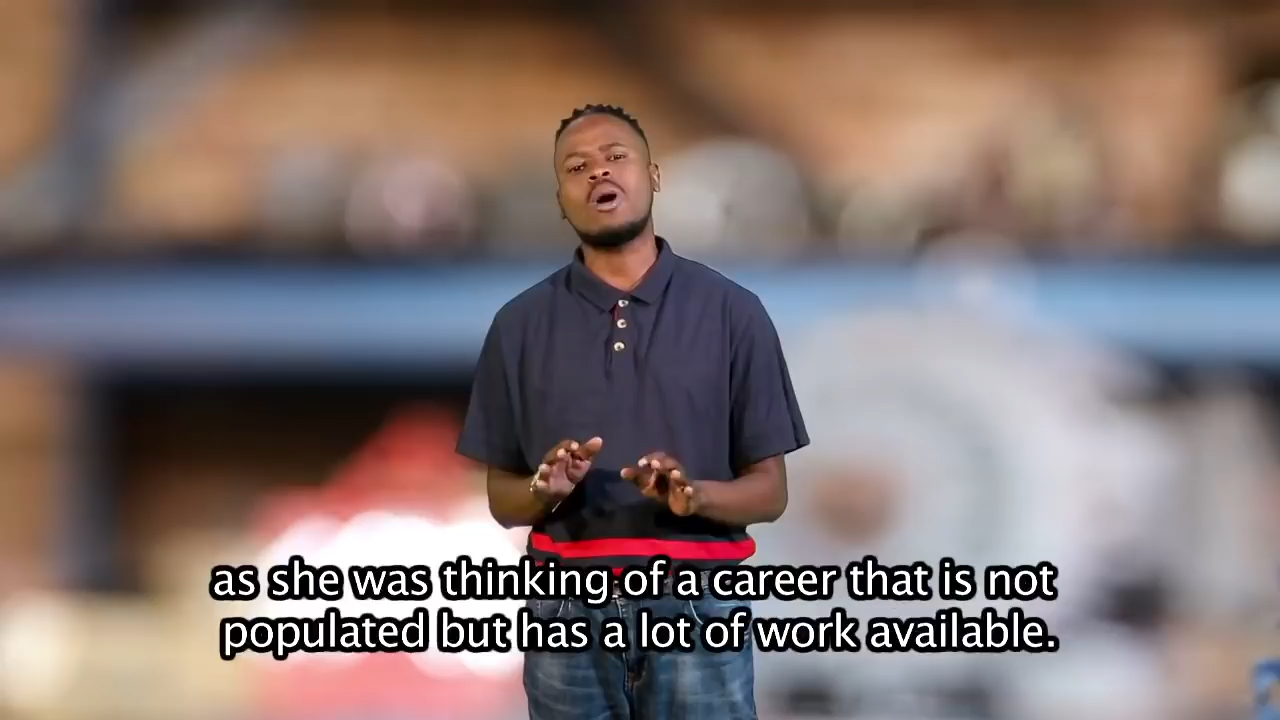 as she was thinking of a career that is not
populated but has a lot of work available.